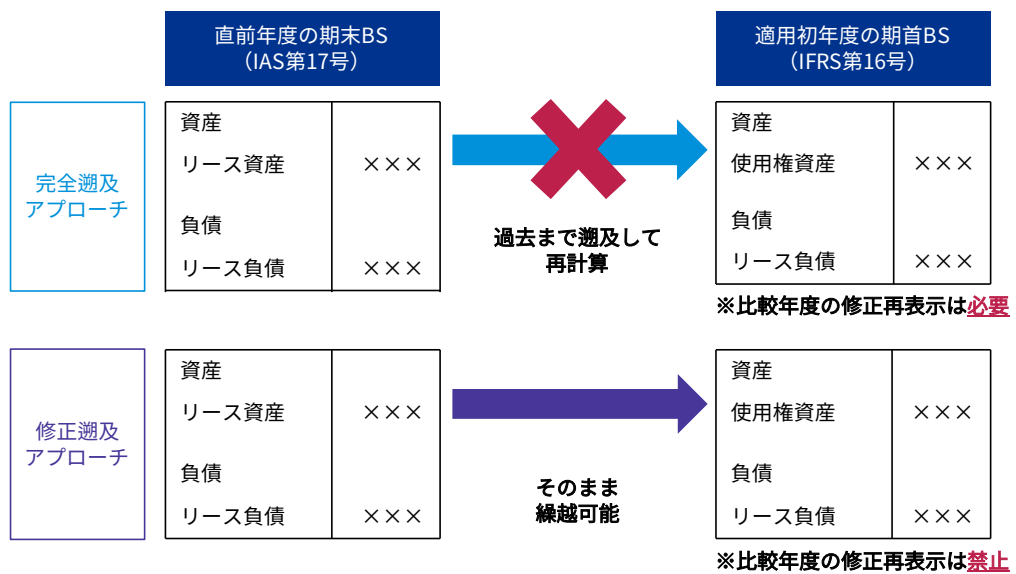 直前年度の期末BS
（IAS第17号）
適用初年度の期首BS
（IFRS第16号）
完全遡及
アプローチ
資産
リース資産 ×××
負債
リース負債 ×××
過去まで遡及して
再計算
資産
使用権資産 ×××
負債
リース負債 ×××
※比較年度の修正再表示は必要
修正遡及
アプローチ
資産
リース資産 ×××
負債
リース負債 ×××
そのまま
繰越可能
資産
使用権資産 ×××
負債
リース負債 ×××
※比較年度の修正再表示は禁止